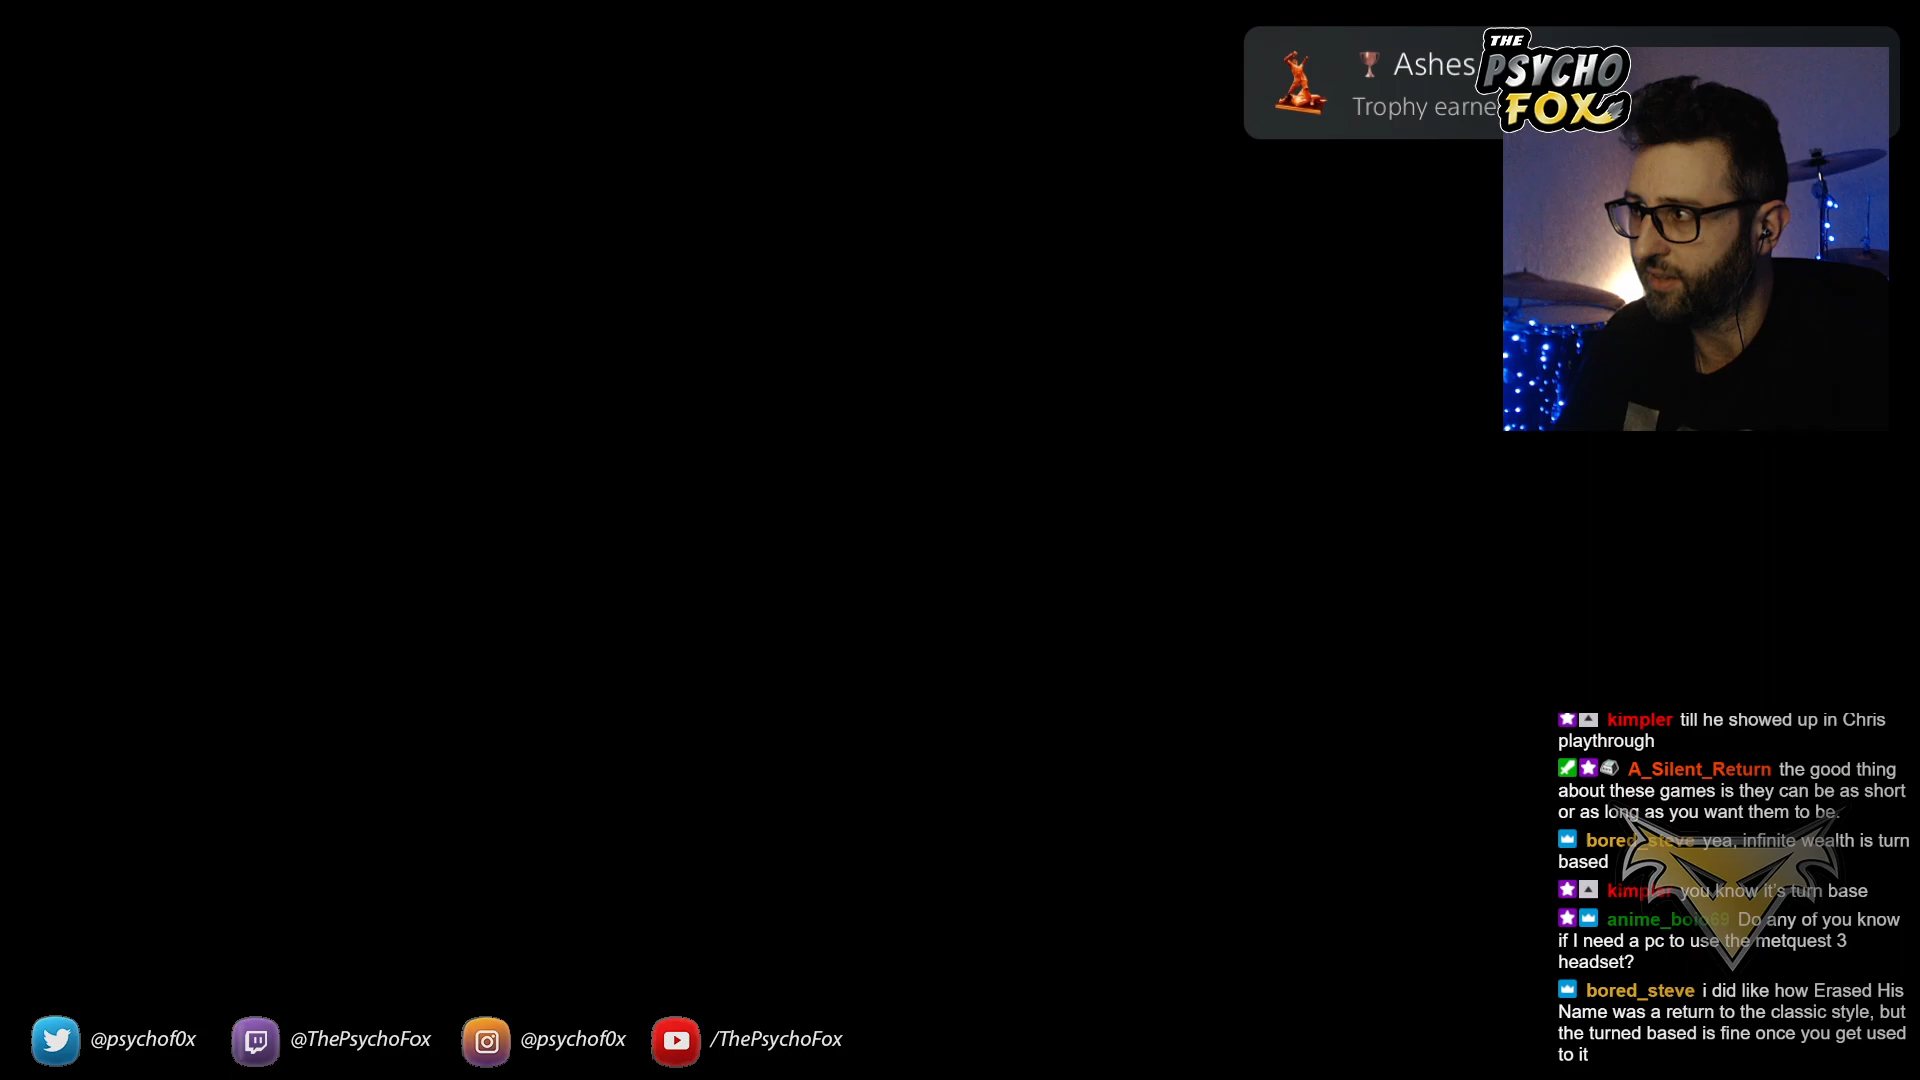 Ashes
Trophy earne
THE
PSYCHO
FOX
kimpler till he showed up in Chris
playthrough
A_Silent_Return the good thing
about these games is they can be as short
or as long as you want them to be.
bored_steve yea, infinite wealth is turn
based
kimpler you know it's turn base
anime_boio69 Do any of you know
if I need a pc to use the metquest 3
headset?
bored_steve i did like how Erased His
Name was a return to the classic style, but
the turned based is fine once you get used
to it
@psychof0x
@ThePsychoFox
@psychof0x
/ThePsychoFox